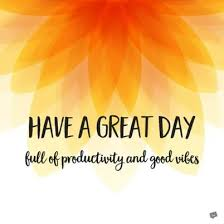 HAVE A GREAT DAY
full of productivity and good vibes